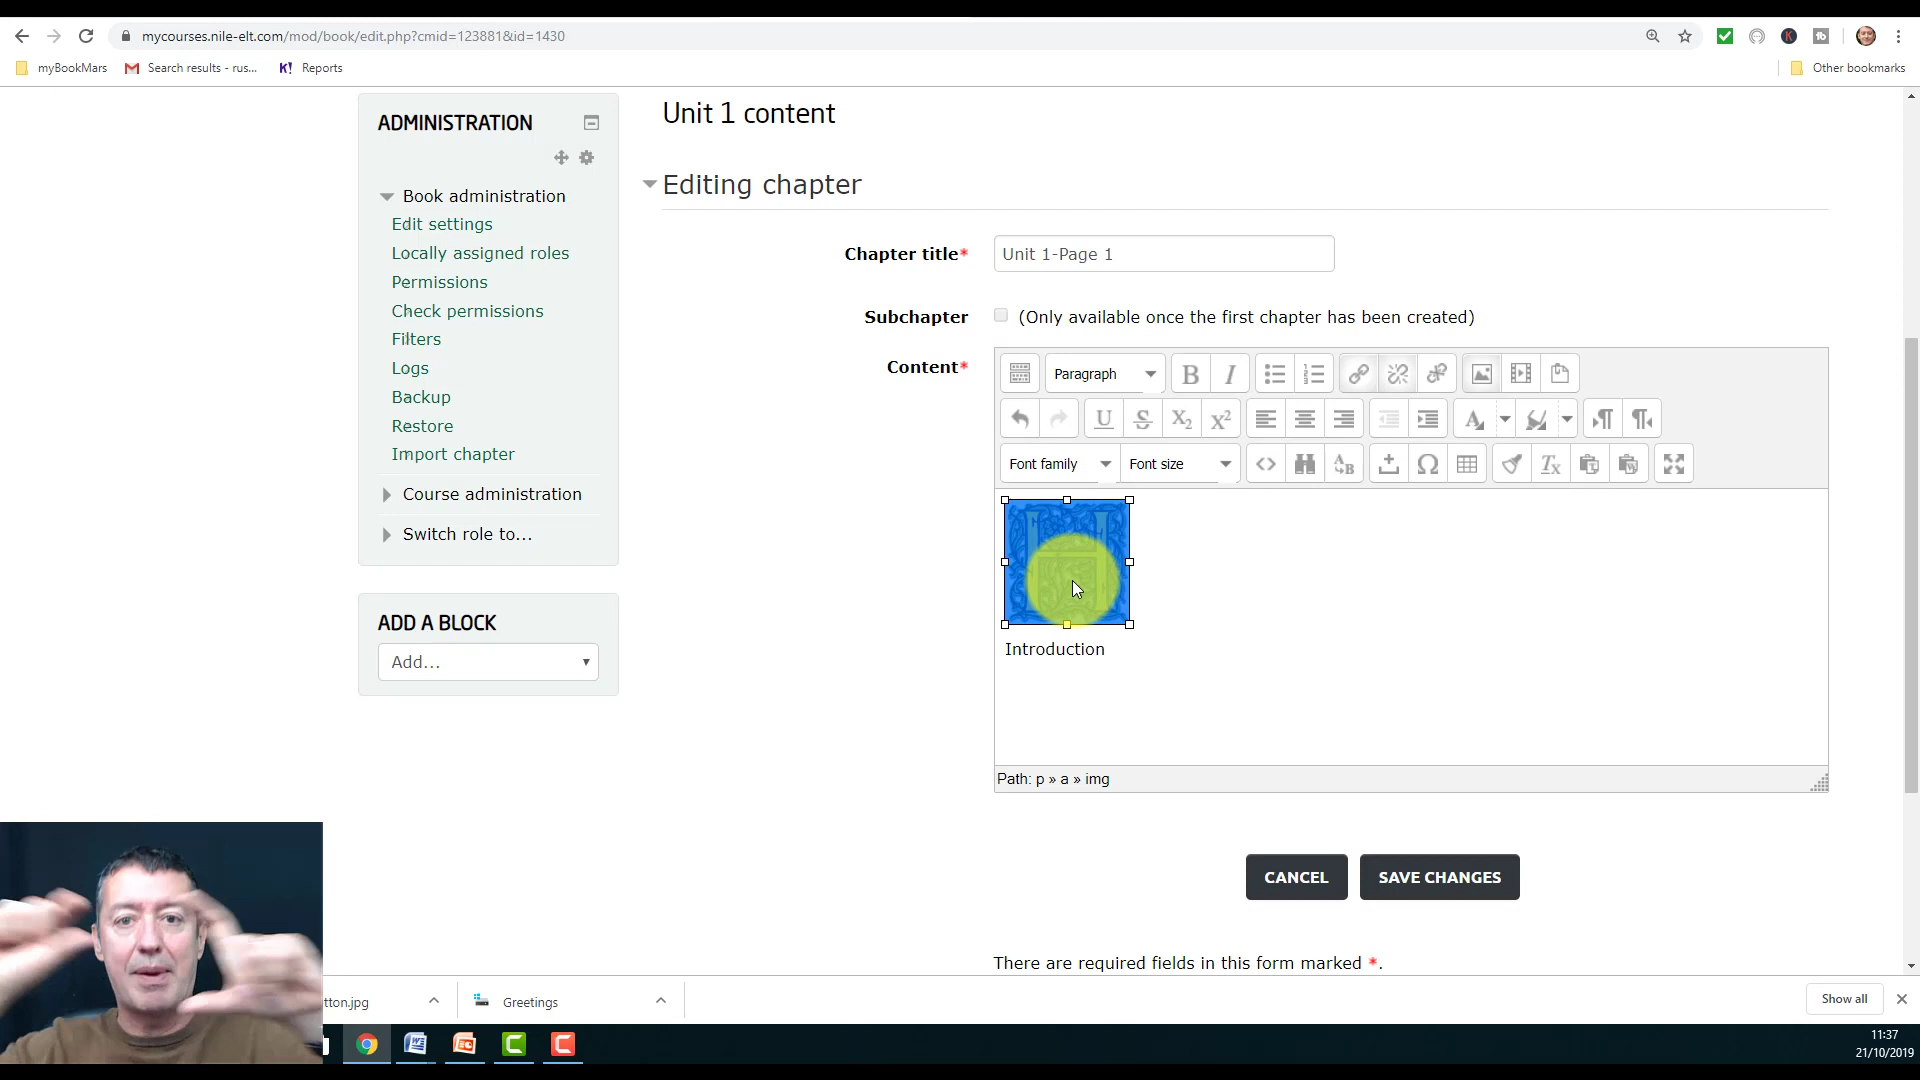 mycourses.nile-elt.com/mod/book/edit.php?cmid=123881&id=1430
myBookMars
Search results - rus...
K! Reports
Other bookmarks
ADMINISTRATION
Book administration
Edit settings
Locally assigned roles
Permissions
Check permissions
Filters
Logs
Backup
Restore
Import chapter
Course administration
Switch role to...
ADD A BLOCK
Add...
Unit 1 content
Editing chapter
Chapter title*
Unit 1-Page 1
Subchapter
(Only available once the first chapter has been created)
Content*
Paragraph
Font family
Font size
Introduction
Path: p » a » img
CANCEL
SAVE CHANGES
There are required fields in this form marked *.
tton.jpg
Greetings
Show all
11:37
21/10/2019